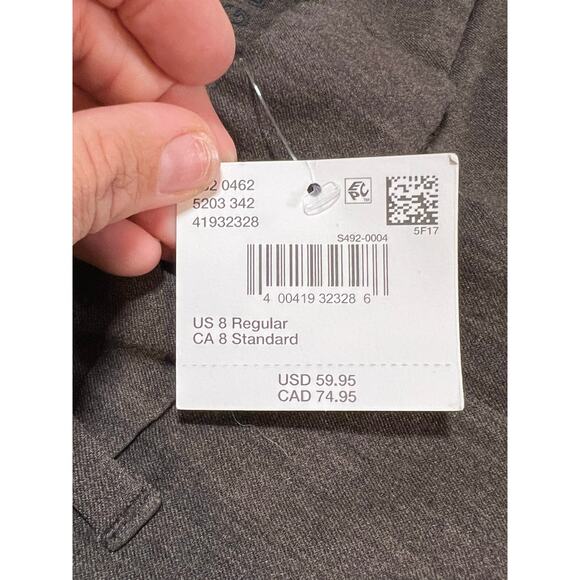 0462
5203 342
41932328
5F17
S492-0004
4 00419 32328 6
US 8 Regular
CA 8 Standard
USD 59.95
CAD 74.95